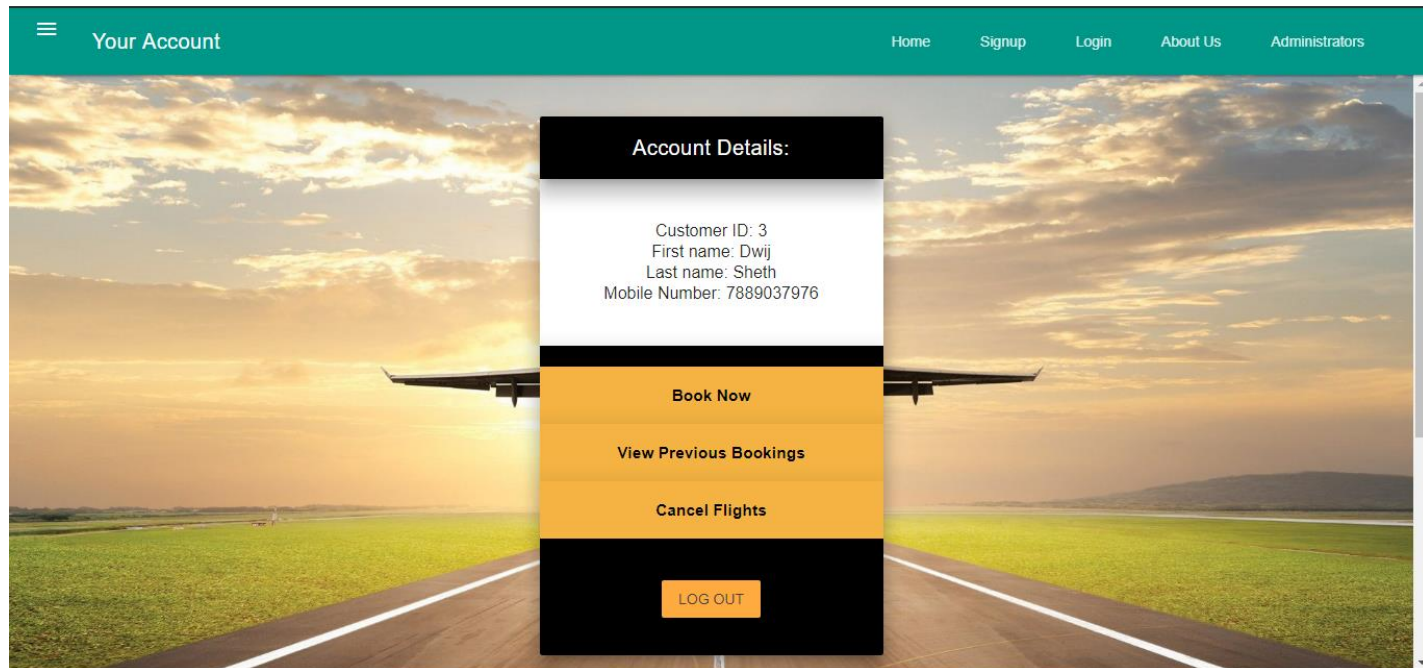 Your Account
Home
Signup
Login
About Us
Administrators
Account Details:
Customer ID: 3
First name: Dwij
Last name: Sheth
Mobile Number: 7889037976
Book Now
View Previous Bookings
Cancel Flights
LOG OUT